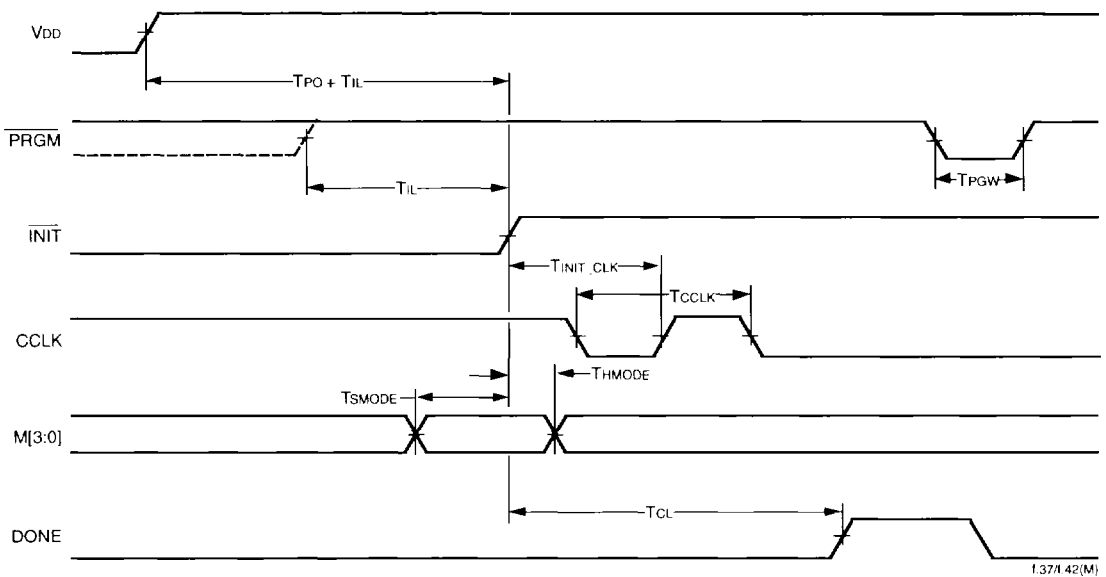 VDD
TPO + TIL
PRGM
TPGW
TIL
INIT
TINIT_CLK
TCCLK
CCLK
THMODE
TSMODE
M[3:0]
TCL
DONE
f.37/f.42(M)